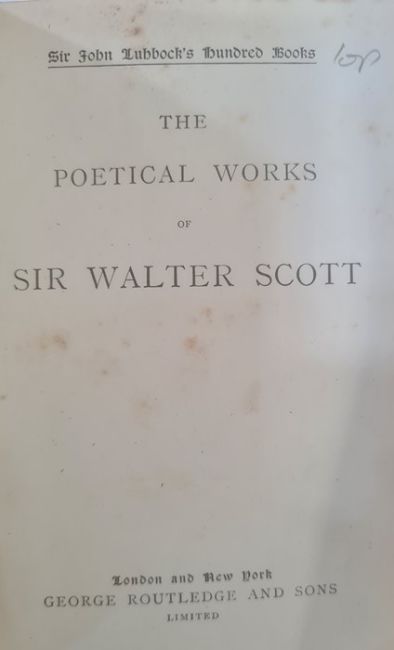 Sir John Lubbock's Hundred Books
THE
POETICAL WORKS
OF
SIR WALTER SCOTT
London and New York
GEORGE ROUTLEDGE AND SONS
LIMITED